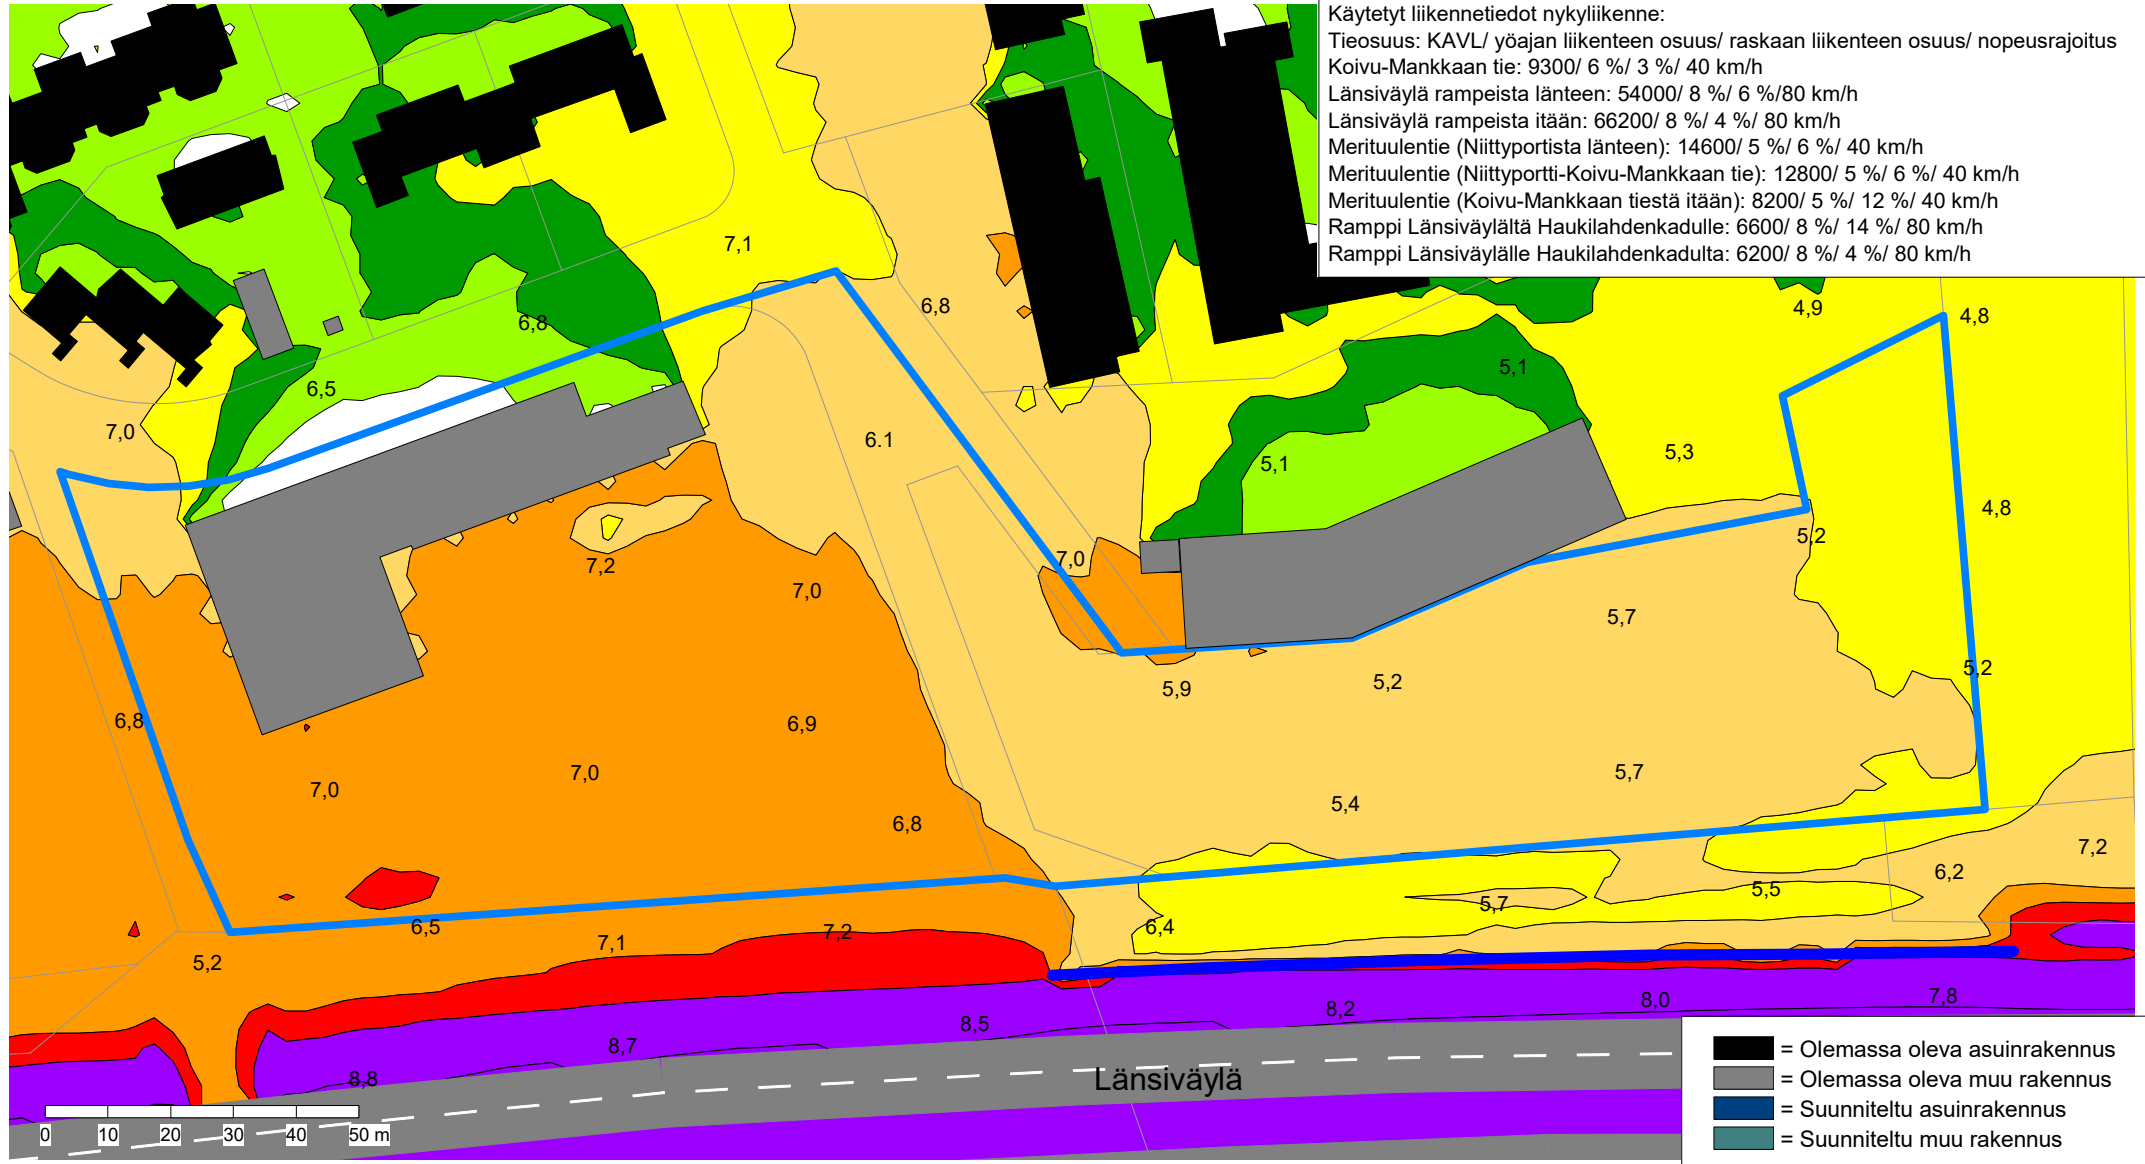 Käytetyt liikennetiedot nykyliikenne:
Tieosuus: KAVL/ yöajan liikenteen osuus/ raskaan liikenteen osuus/ nopeusrajoitus
Koivu-Mankkaan tie: 9300/ 6 %/ 3 %/ 40 km/h
Länsiväylä rampeista länteen: 54000/ 8 %/ 6 %/80 km/h
Länsiväylä rampeista itään: 66200/ 8 %/ 4 %/ 80 km/h
Merituulentie (Niittyportista länteen): 14600/ 5 %/ 6 %/ 40 km/h
Merituulentie (Niittyportti-Koivu-Mankkaan tie): 12800/ 5 %/ 6 %/ 40 km/h
Merituulentie (Koivu-Mankkaan tiestä itään): 8200/ 5 %/ 12 %/ 40 km/h
Ramppi Länsiväylältä Haukilahdenkadulle: 6600/ 8 %/ 14 %/ 80 km/h
Ramppi Länsiväylälle Haukilahdenkadulta: 6200/ 8 %/ 4 %/ 80 km/h
7,1
6,8
4,9
4,8
6,8
5,1
6,5
7,0
6.1
5,3
5,1
4,8
5,2
7,0
7,2
7,0
5,7
5,2
5,9
5,2
6,8
6,9
7,0
5,7
7,0
5,4
6,8
7,2
6,2
5,5
5,7
6,5
6,4
7,2
7,1
5,2
7,8
8,0
8,2
8,5
8,7
8,8
Länsiväylä
0 10 20 30 40 50 m
= Olemassa oleva asuinrakennus
= Olemassa oleva muu rakennus
= Suunniteltu asuinrakennus
= Suunniteltu muu rakennus